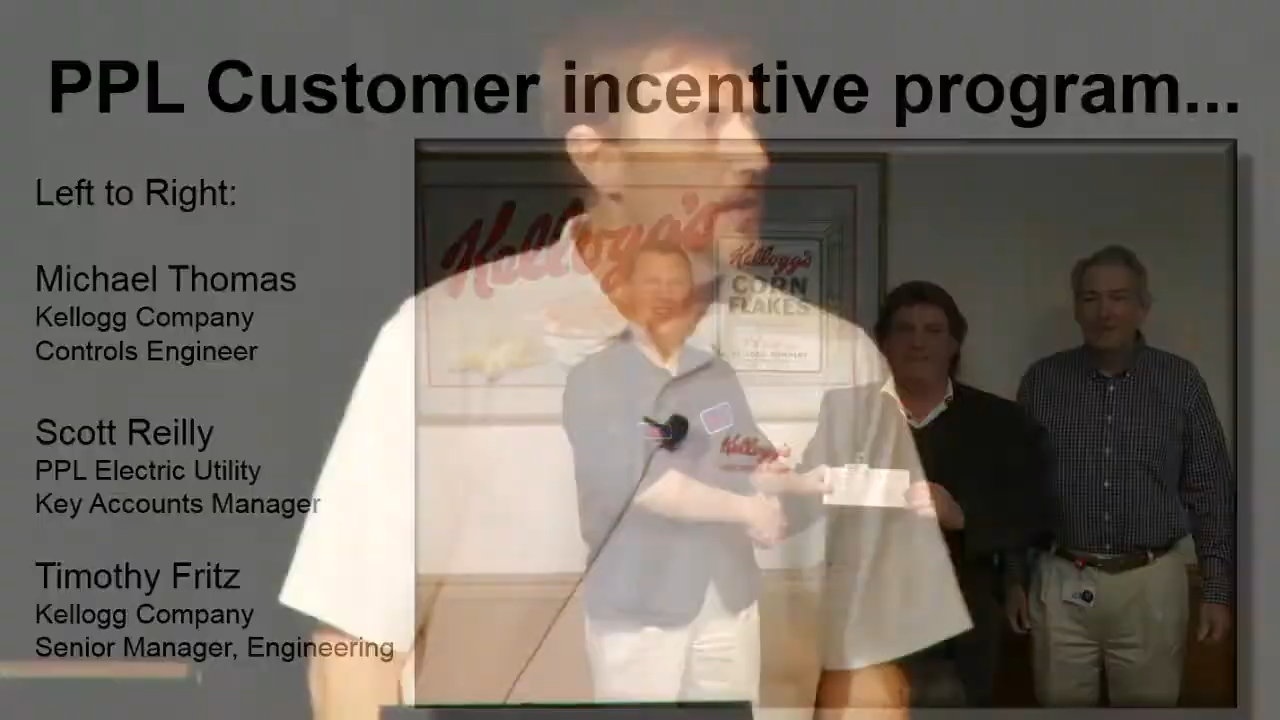 PPL Customer incentive program...
Left to Right:
Michael Thomas
Kellogg Company
Controls Engineer
Scott Reilly
PPL Electric Utility
Key Accounts Manager
Timothy Fritz
Kellogg Company
Senior Manager, Engineering
Kellogg's
Kellogg's
CORN
FLAKES
Kellogg's